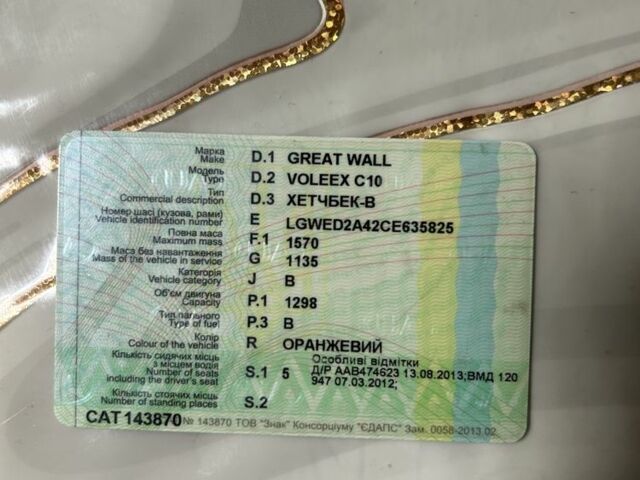 Марка
Make D.1 GREAT WALL
Модель
Type D.2 VOLEEX C10
Тип
Commercial description D.3 ХЕТЧБЕК-В
Номер шасі (кузова, рами)
Vehicle identification number E LGWED2A42CE635825
Повна маса
Maximum mass F.1 1570
Маса без навантаження
Mass of the vehicle in service G 1135
Категорія
Vehicle category J B
Об'єм двигуна
Capacity P.1 1298
Тип пального
Type of fuel P.3 B
Колір
Colour of the vehicle R ОРАНЖЕВИЙ
Кількість сидячих місць
з місцем водія
Number of seats
including the driver's seat S.1 5
Особливі відмітки
Д/Р ААВ474623 13.08.2013;ВМД 120
947 07.03.2012;
Кількість стоячих місць
Number of standing places S.2
САТ 143870 № 143870 ТОВ "Знак" Консорціуму "ЄДАПС" Зам. 0058-2013.02.